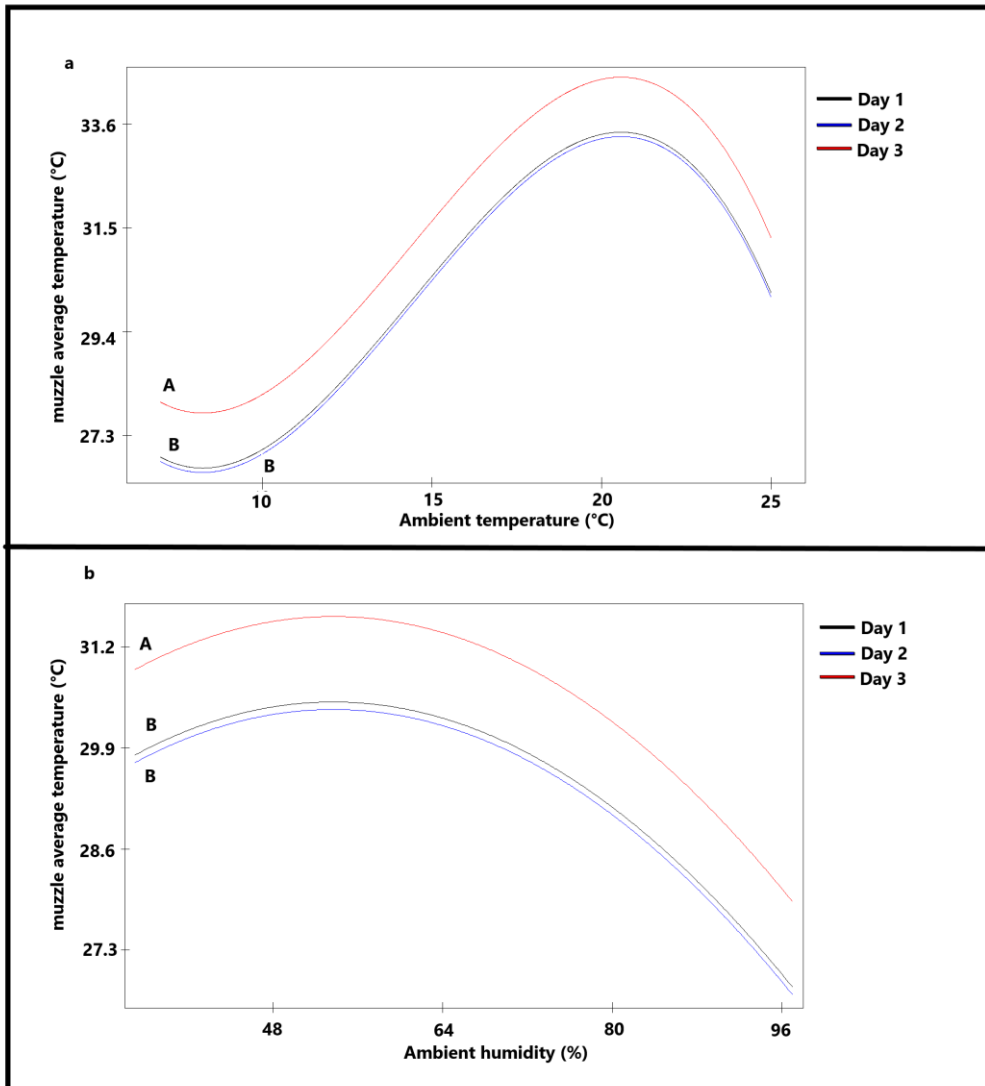 a
muzzle average temperature (°C)
33.6
31.5
29.4
27.3
A
B
B
10
15
20
25
Ambient temperature (°C)
Day 1
Day 2
Day 3
b
muzzle average temperature (°C)
31.2
29.9
28.6
27.3
A
B
B
48
64
80
96
Ambient humidity (%)
Day 1
Day 2
Day 3